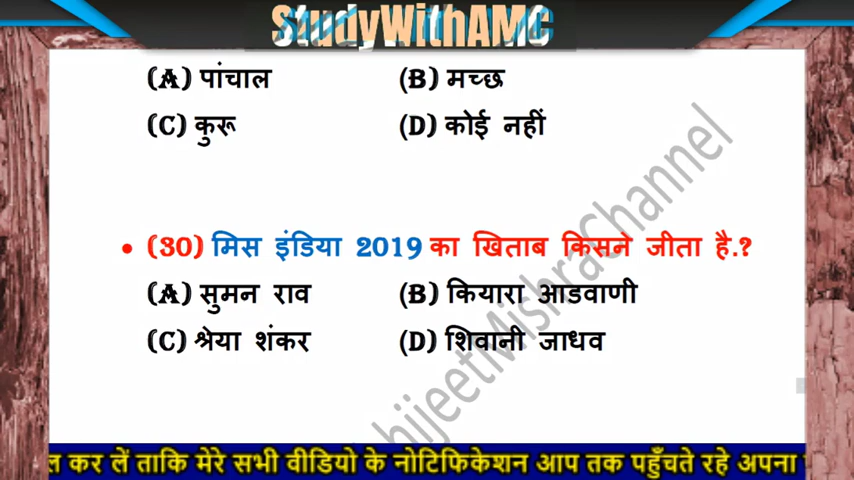 StudyWithAMC
(A) पांचाल (B) मच्छ
(C) कुरू (D) कोई नहीं
• (30) मिस इंडिया 2019 का खिताब किसने जीता है.?
(A) सुमन राव (B) कियारा आडवाणी
(C) श्रेया शंकर (D) शिवानी जाधव
hijeetMishraChannel
ल कर लें ताकि मेरे सभी वीडियो के नोटिफिकेशन आप तक पहुँचते रहे अपना